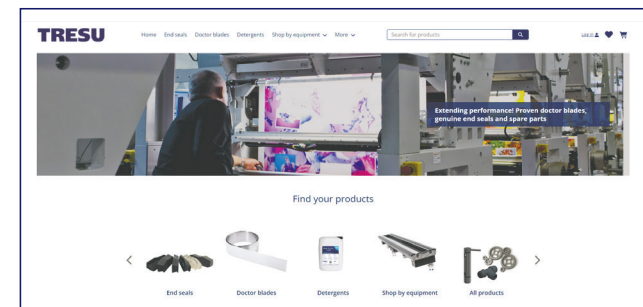 TRESU
Home End seals Doctor blades Detergents Shop by equipment More
Search for products
Log in
Extending performance! Proven doctor blades,
genuine end seals and spare parts
Find your products
End seals Doctor blades Detergents Shop by equipment All products